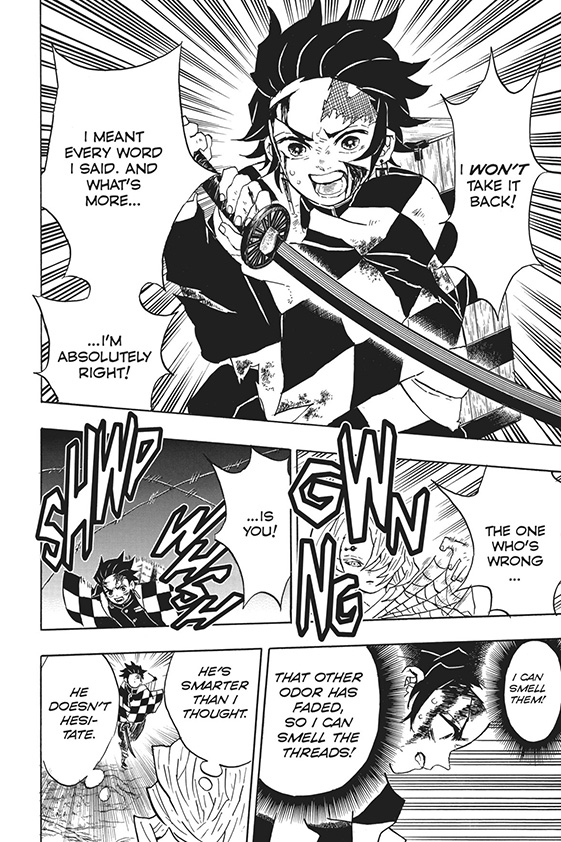 I WON'T
TAKE IT
BACK!
I MEANT
EVERY WORD
I SAID. AND
WHAT'S
MORE...
...I'M
ABSOLUTELY
RIGHT!
THE ONE
WHO'S
WRONG
...
GWN
NG
...IS
YOU!
SHWP
WHSH
I CAN
SMELL
THEM!
THAT OTHER
ODOR HAS
FADED,
SO I CAN
SMELL THE
THREADS!
HE'S
SMARTER
THAN I
THOUGHT.
HE
DOESN'T
HESI-
TATE.